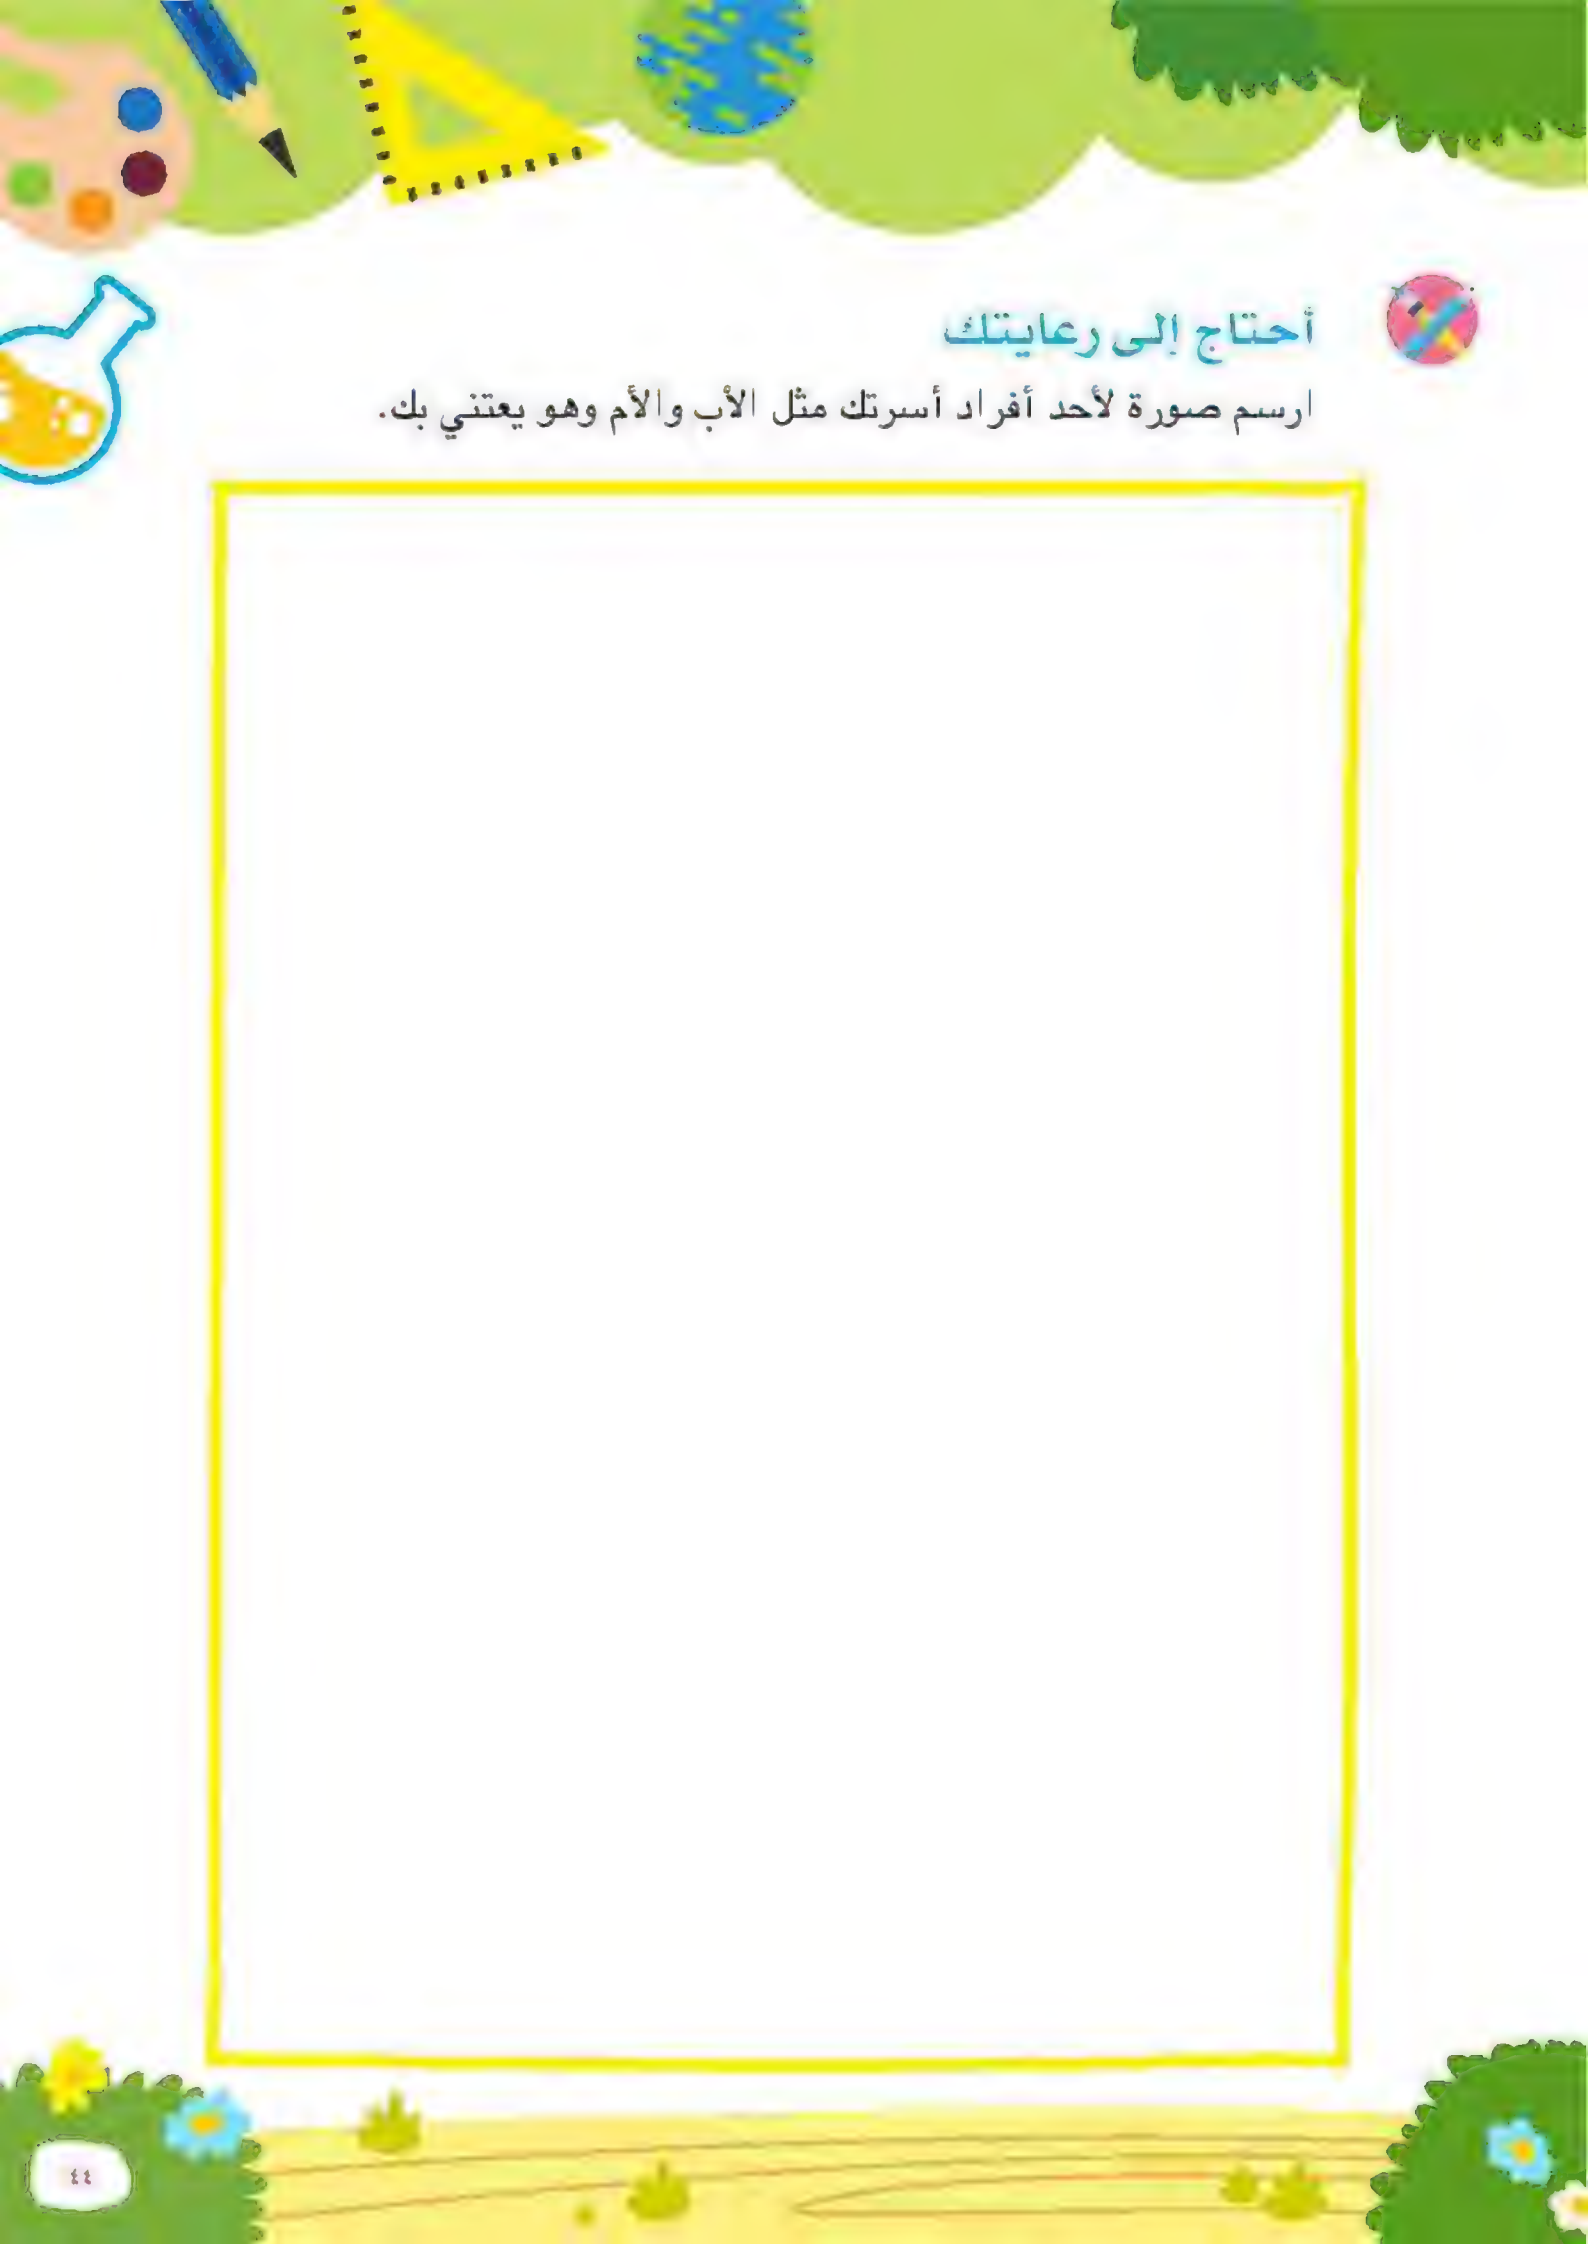 أحتاج إلى رعايتك
ارسم صورة لأحد أفراد أسرتك مثل الأب والأم وهو يعتني بك.
٤٤